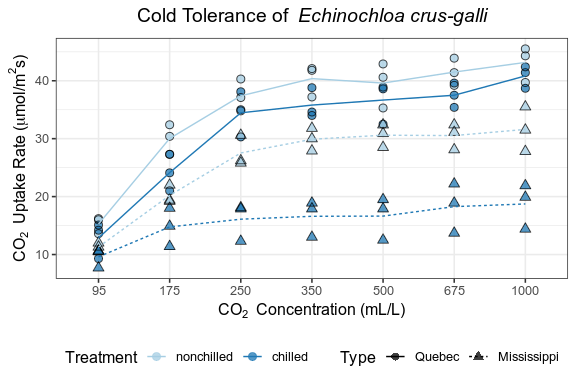 Cold Tolerance of Echinochloa crus-galli
CO₂ Uptake Rate (μmol/m²s)
40
30
20
10
95 175 250 350 500 675 1000
CO₂ Concentration (mL/L)
Treatment nonchilled chilled Type Quebec Mississippi